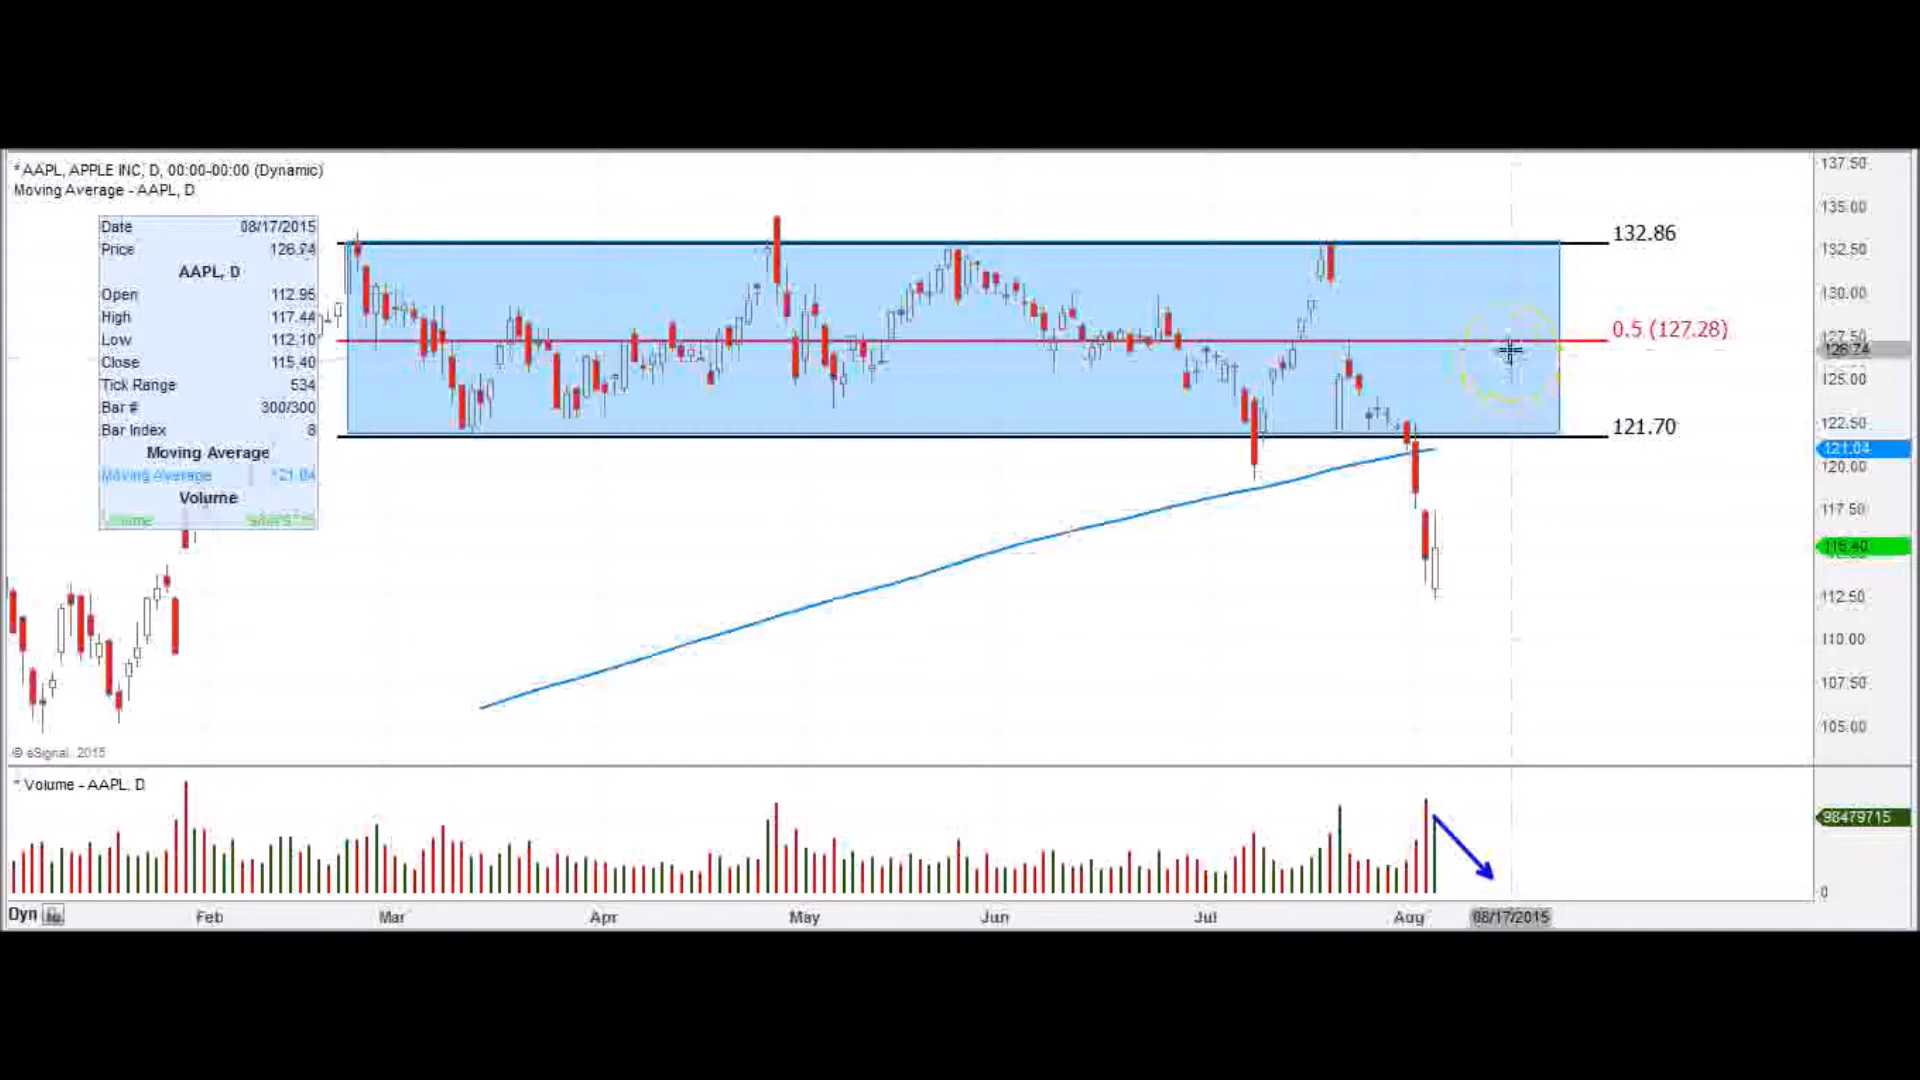 * AAPL, APPLE INC, D, 00:00-00:00 (Dynamic)
Moving Average - AAPL, D
Date 08/17/2015
Price 126.74
AAPL, D
Open 112.95
High 117.44
Low 112.10
Close 115.40
Tick Range 534
Bar # 300/300
Bar Index 8
Moving Average
Moving Average 121.04
Volume
Volume
132.86
0.5 (127.28)
121.70
137.50
135.00
132.50
130.00
127.50
126.74
125.00
122.50
121.04
120.00
117.50
115.40
112.50
110.00
107.50
105.00
© eSignal, 2015
* Volume - AAPL, D
98479715
0
Dyn
Feb Mar Apr May Jun Jul Aug 08/17/2015